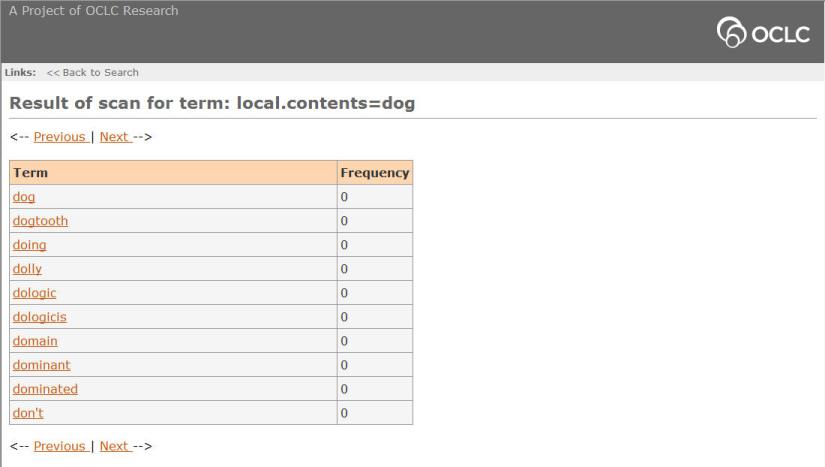 A Project of OCLC Research
OCLC
Links: << Back to Search
Result of scan for term: local.contents=dog
<-- Previous | Next -->
Term Frequency
dog 0
dogtooth 0
doing 0
dolly 0
dologic 0
dologicis 0
domain 0
dominant 0
dominated 0
don't 0
<-- Previous | Next -->